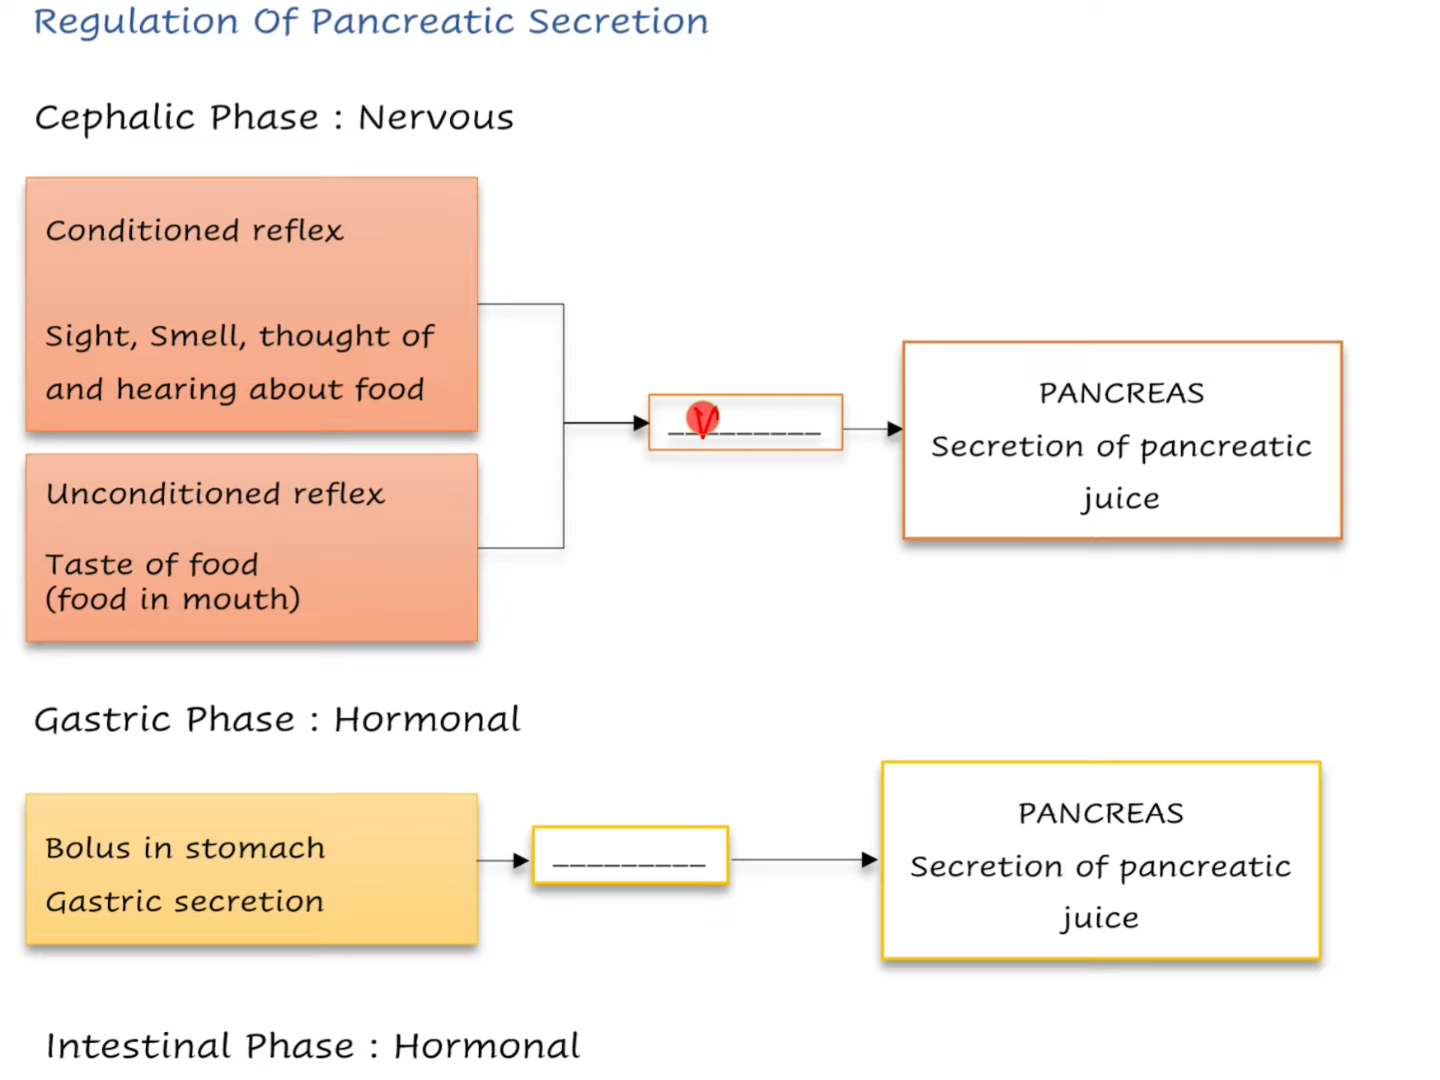 Regulation Of Pancreatic Secretion
Cephalic Phase : Nervous
Conditioned reflex
Sight, Smell, thought of
and hearing about food
Unconditioned reflex
Taste of food
(food in mouth)
V
_________
PANCREAS
Secretion of pancreatic
juice
Gastric Phase : Hormonal
Bolus in stomach
Gastric secretion
_________
PANCREAS
Secretion of pancreatic
juice
Intestinal Phase : Hormonal